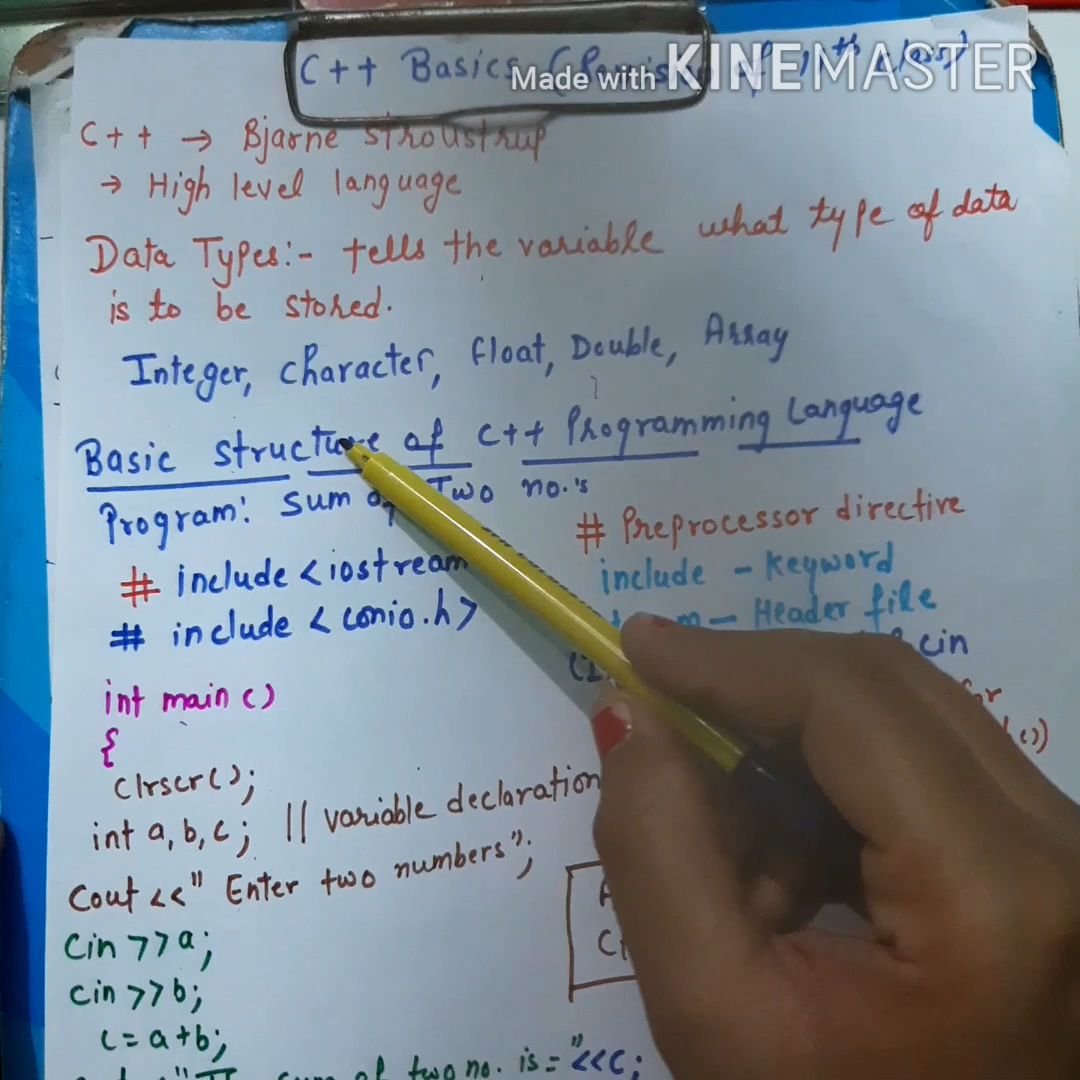 C++ Basics
Made with KINEMASTER
C++ → Bjarne Stroustrup
→ High level language
Data Types:- tells the variable what type of data
is to be stored.
Integer, Character, Float, Double, Array
Basic structure of C++ Programming Language
Program: Sum of Two no.'s
# include <iostream
# include <conio.h>
# Preprocessor directive
include - Keyword
- Header file
cin
int main ()
{
clrscr();
int a, b, c; // variable declaration
Cout <<" Enter two numbers";
Cin >>a;
Cin >>b;
c = a+b;
sum of two no. is = "<<c;